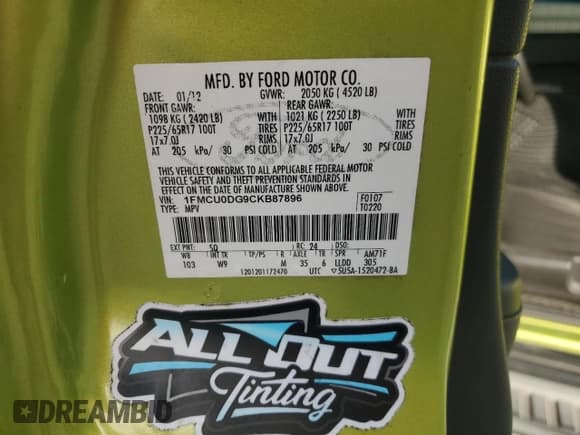 MFD. BY FORD MOTOR CO.
DATE: 01/12 GVWR: 2050 KG ( 4520 LB)
FRONT GAWR: REAR GAWR:
1098 KG ( 2420 LB) 1021 KG ( 2250 LB)
P225/65R17 100T TIRES P225/65R17 100T
17x7.0J RIMS 17x7.0J
WITH TIRES RIMS
AT 205 kPa/ 30 PSI COLD AT 205 kPa/ 30 PSI COLD
THIS VEHICLE CONFORMS TO ALL APPLICABLE FEDERAL MOTOR
VEHICLE SAFETY AND THEFT PREVENTION STANDARDS IN
EFFECT ON THE DATE OF MANUFACTURE SHOWN ABOVE.
VIN: 1FMCU0DG9CKB87896 F0107
TYPE: MPV T0220
EXT PNT: SQ RC: 24 DSO:
WB INT TR TP/PS R AXLE TR SPR AM71F
103 W9 M 35 6 LLDD 305
1201201172470 UTC 5U5A-1520472-BA
ALL OUT
Tinting
DREAMBID